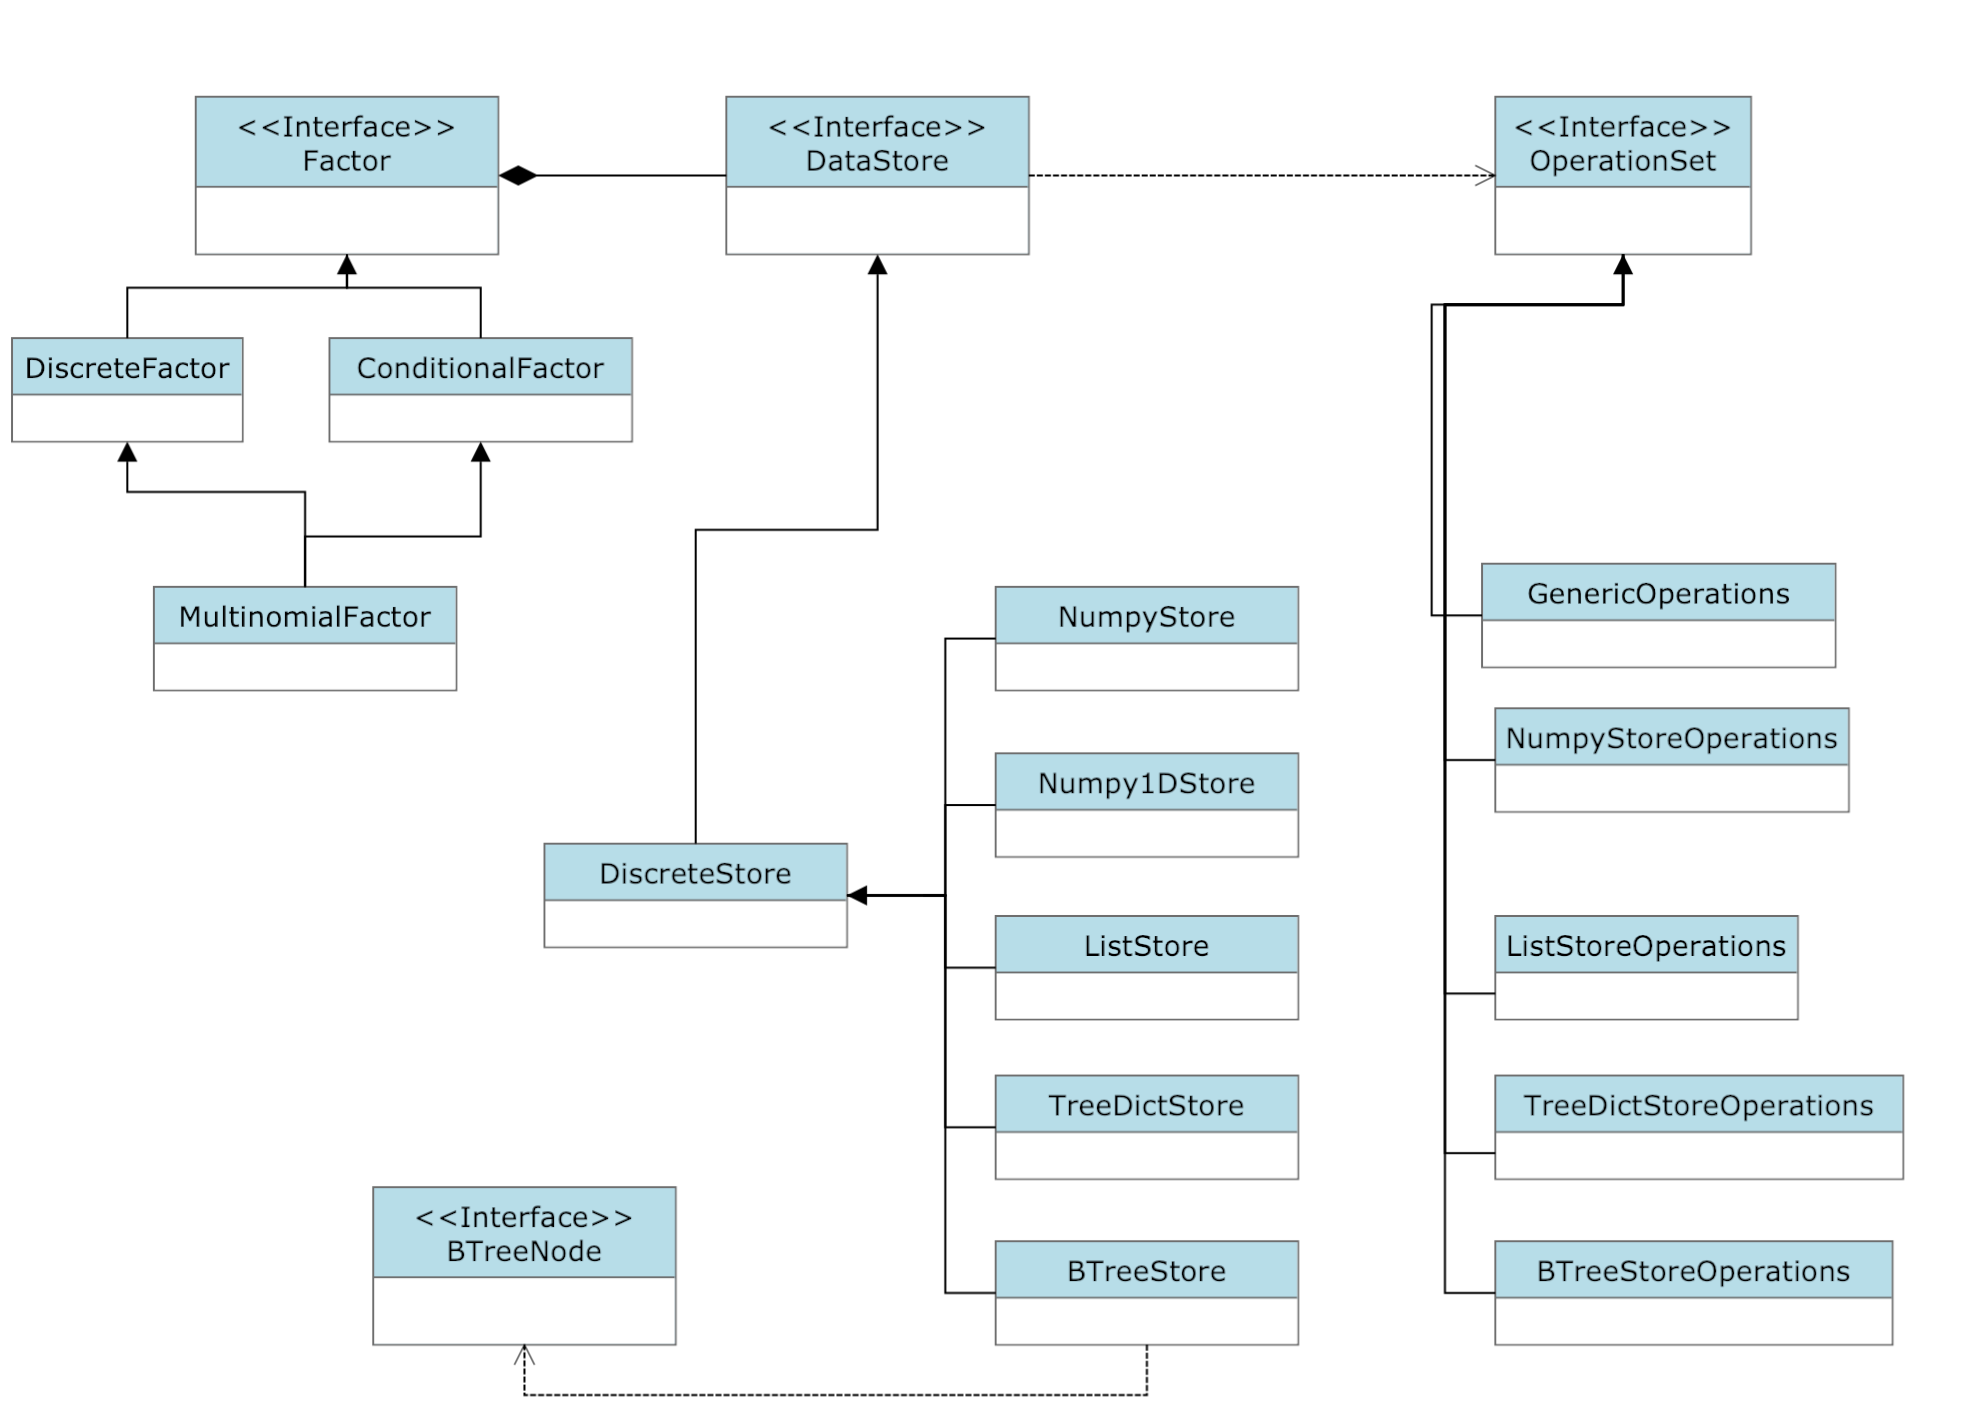 <<Interface>>
Factor
<<Interface>>
DataStore
<<Interface>>
OperationSet
DiscreteFactor
ConditionalFactor
MultinomialFactor
NumpyStore
GenericOperations
Numpy1DStore
NumpyStoreOperations
DiscreteStore
ListStore
ListStoreOperations
TreeDictStore
TreeDictStoreOperations
<<Interface>>
BTreeNode
BTreeStore
BTreeStoreOperations